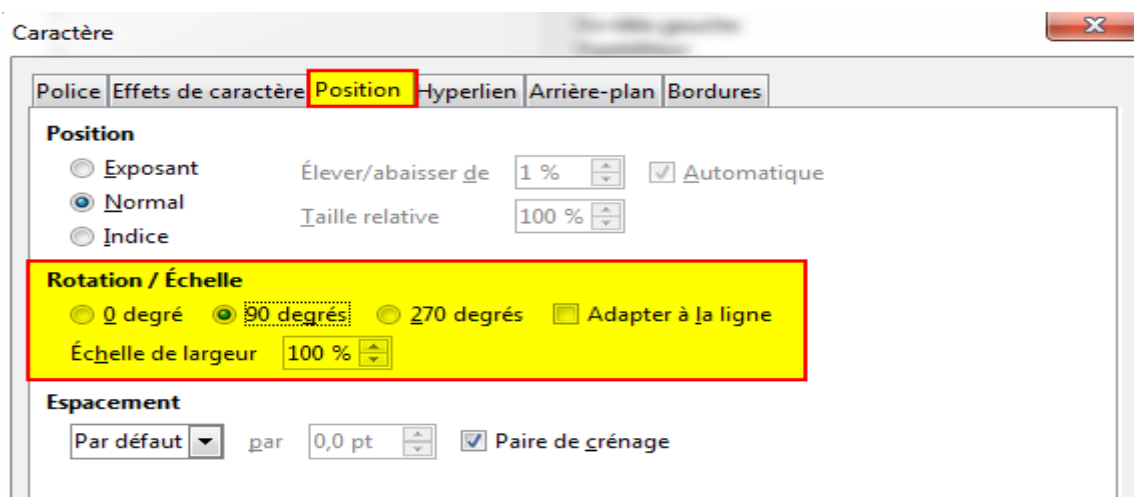 Caractère
Police Effets de caractère Position Hyperlien Arrière-plan Bordures
Position
Exposant Élever/abaisser de 1 % Automatique
Normal
Taille relative 100 %
Indice
Rotation / Échelle
0 degré 90 degrés 270 degrés Adapter à la ligne
Échelle de largeur 100 %
Espacement
Par défaut par 0,0 pt Paire de crénage